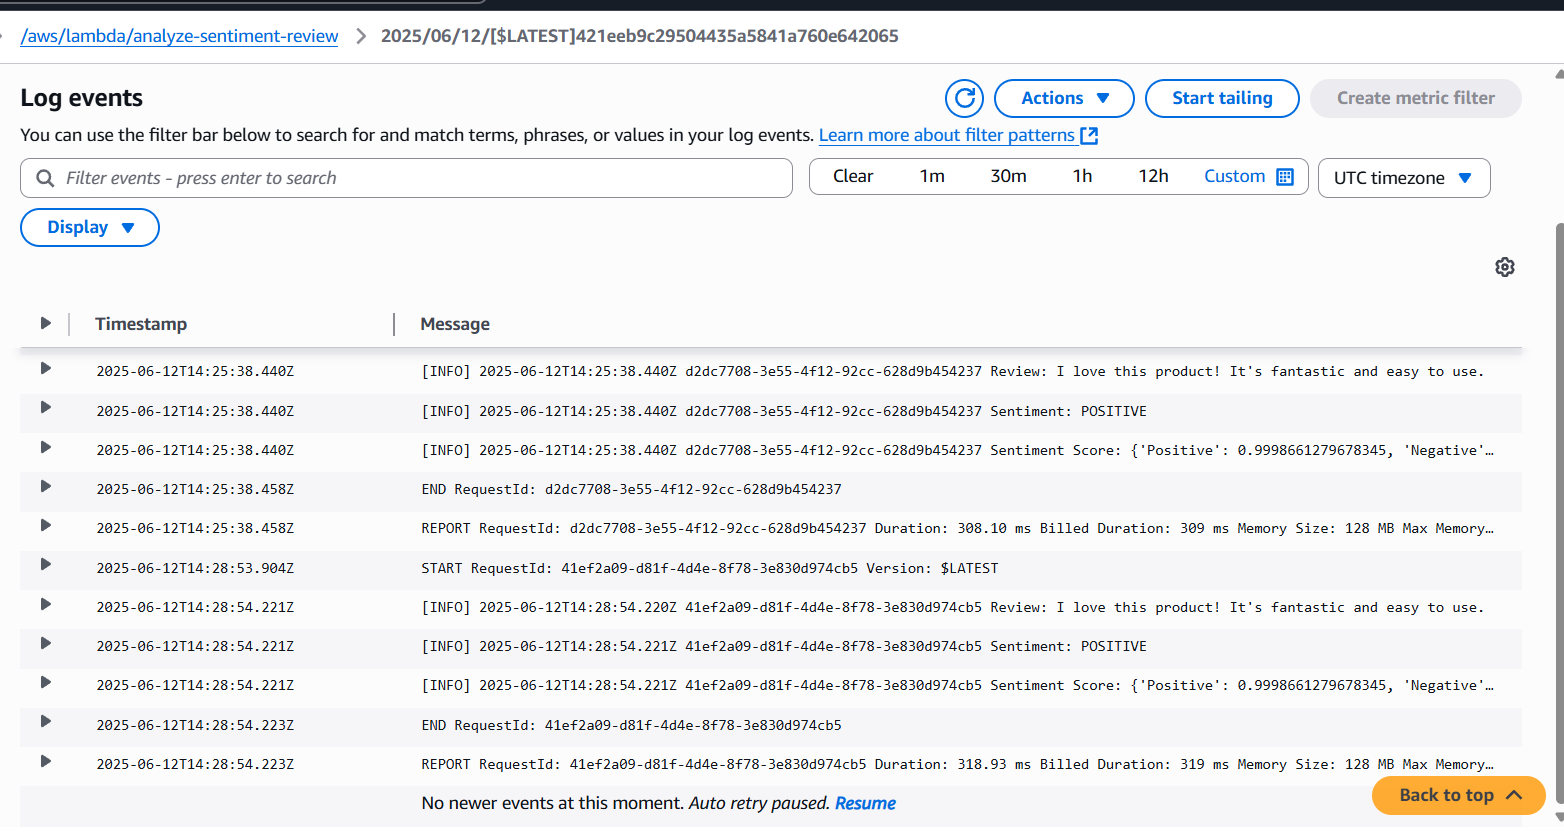 /aws/lambda/analyze-sentiment-review > 2025/06/12/[$LATEST]421eeb9c29504435a5841a760e642065
Log events
Actions
Start tailing
Create metric filter
You can use the filter bar below to search for and match terms, phrases, or values in your log events. Learn more about filter patterns
Filter events - press enter to search
Clear 1m 30m 1h 12h Custom
UTC timezone
Display
Timestamp Message
2025-06-12T14:25:38.440Z [INFO] 2025-06-12T14:25:38.440Z d2dc7708-3e55-4f12-92cc-628d9b454237 Review: I love this product! It's fantastic and easy to use.
2025-06-12T14:25:38.440Z [INFO] 2025-06-12T14:25:38.440Z d2dc7708-3e55-4f12-92cc-628d9b454237 Sentiment: POSITIVE
2025-06-12T14:25:38.440Z [INFO] 2025-06-12T14:25:38.440Z d2dc7708-3e55-4f12-92cc-628d9b454237 Sentiment Score: {'Positive': 0.9998661279678345, 'Negative'…
2025-06-12T14:25:38.458Z END RequestId: d2dc7708-3e55-4f12-92cc-628d9b454237
2025-06-12T14:25:38.458Z REPORT RequestId: d2dc7708-3e55-4f12-92cc-628d9b454237 Duration: 308.10 ms Billed Duration: 309 ms Memory Size: 128 MB Max Memory…
2025-06-12T14:28:53.904Z START RequestId: 41ef2a09-d81f-4d4e-8f78-3e830d974cb5 Version: $LATEST
2025-06-12T14:28:54.221Z [INFO] 2025-06-12T14:28:54.220Z 41ef2a09-d81f-4d4e-8f78-3e830d974cb5 Review: I love this product! It's fantastic and easy to use.
2025-06-12T14:28:54.221Z [INFO] 2025-06-12T14:28:54.221Z 41ef2a09-d81f-4d4e-8f78-3e830d974cb5 Sentiment: POSITIVE
2025-06-12T14:28:54.221Z [INFO] 2025-06-12T14:28:54.221Z 41ef2a09-d81f-4d4e-8f78-3e830d974cb5 Sentiment Score: {'Positive': 0.9998661279678345, 'Negative'…
2025-06-12T14:28:54.223Z END RequestId: 41ef2a09-d81f-4d4e-8f78-3e830d974cb5
2025-06-12T14:28:54.223Z REPORT RequestId: 41ef2a09-d81f-4d4e-8f78-3e830d974cb5 Duration: 318.93 ms Billed Duration: 319 ms Memory Size: 128 MB Max Memory…
No newer events at this moment. Auto retry paused. Resume
Back to top